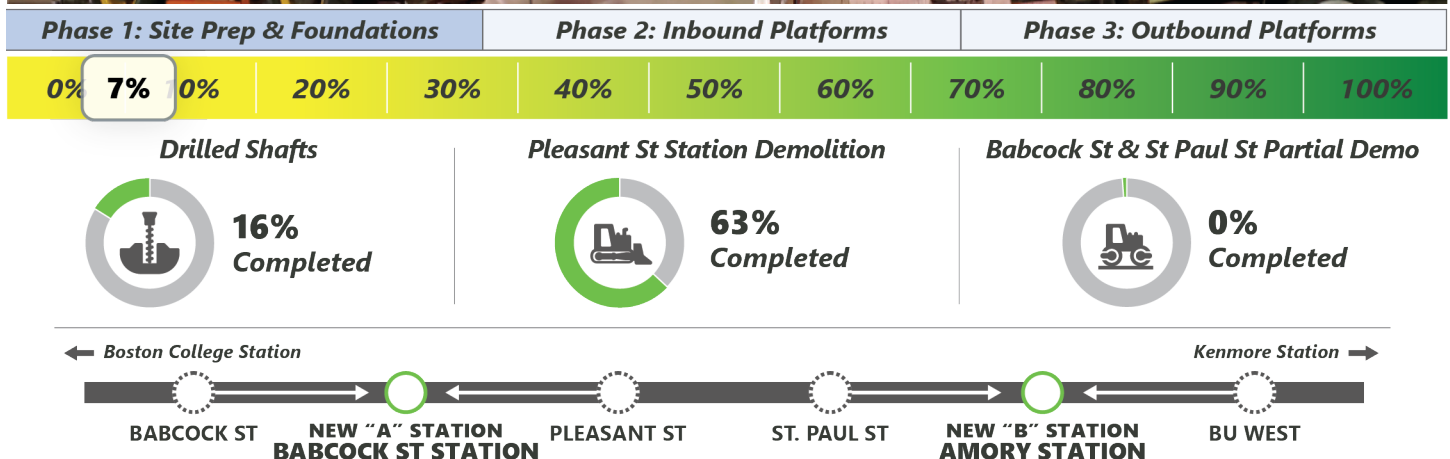 Phase 1: Site Prep & Foundations Phase 2: Inbound Platforms Phase 3: Outbound Platforms
0% 7% 10% 20% 30% 40% 50% 60% 70% 80% 90% 100%
Drilled Shafts
16%
Completed
Pleasant St Station Demolition
63%
Completed
Babcock St & St Paul St Partial Demo
0%
Completed
Boston College Station Kenmore Station
BABCOCK ST
NEW "A" STATION
BABCOCK ST STATION
PLEASANT ST
ST. PAUL ST
NEW "B" STATION
AMORY STATION
BU WEST